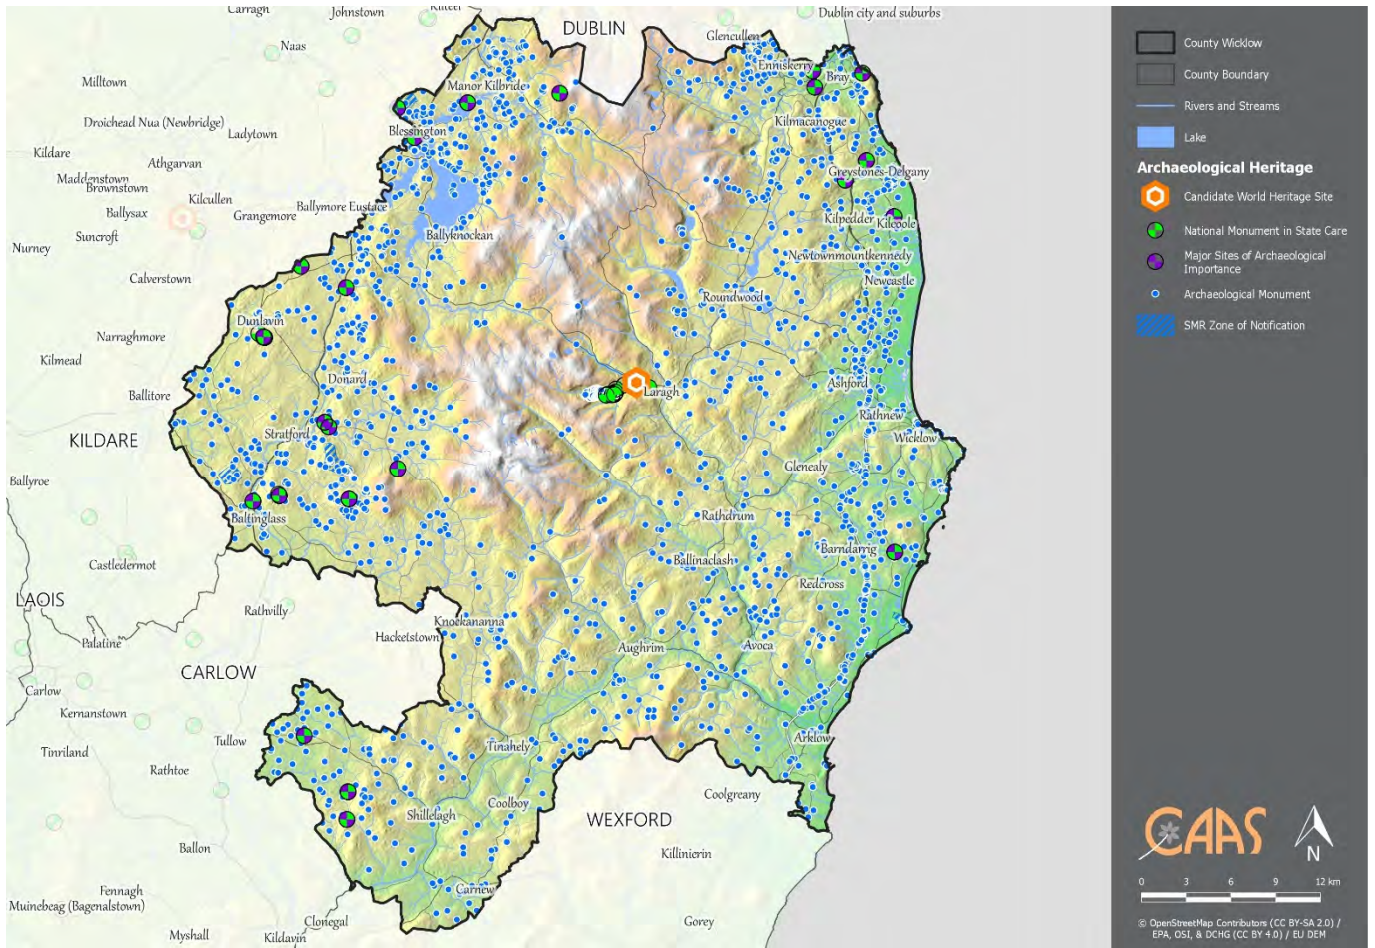 Carragh
Johnstown
Kilteel
DUBLIN
Dublin city and suburbs
Glencullen
Naas
Enniskerry
Bray
Milltown
Manor Kilbride
Droichead Nua (Newbridge)
Ladytown
Blessington
Kilmacanogue
Kildare
Athgarvan
Maddenstown
Brownstown
Greystones-Delgany
Kilcullen
Ballysax
Grangemore
Ballymore Eustace
Kilpedder
Kilcoole
Suncroft
Ballyknockan
Nurney
Newtownmountkennedy
Calverstown
Newcastle
Roundwood
Dunlavin
Narraghmore
Kilmead
Donard
Ashford
Laragh
Ballitore
Rathnew
KILDARE
Stratford
Wicklow
Glenealy
Ballyroe
Baltinglass
Rathdrum
Barndarrig
Castledermot
Ballinaclash
Redcross
LAOIS
Rathvilly
Knockananna
Hacketstown
Palatine
Aughrim
Avoca
CARLOW
Carlow
Kernanstown
Tullow
Tinahely
Arklow
Tinriland
Rathtoe
Coolboy
Coolgreany
Shillelagh
WEXFORD
Ballon
Killinierin
Fennagh
Carnew
Muinebeag (Bagenalstown)
Clonegal
Gorey
Myshall
Kildavin
County Wicklow
County Boundary
Rivers and Streams
Lake
Archaeological Heritage
Candidate World Heritage Site
National Monument in State Care
Major Sites of Archaeological
Importance
Archaeological Monument
SMR Zone of Notification
CAAS
N
0 3 6 9 12 km
© OpenStreetMap Contributors (CC BY-SA 2.0) /
EPA, OSI, & DCHG (CC BY 4.0) / EU DEM